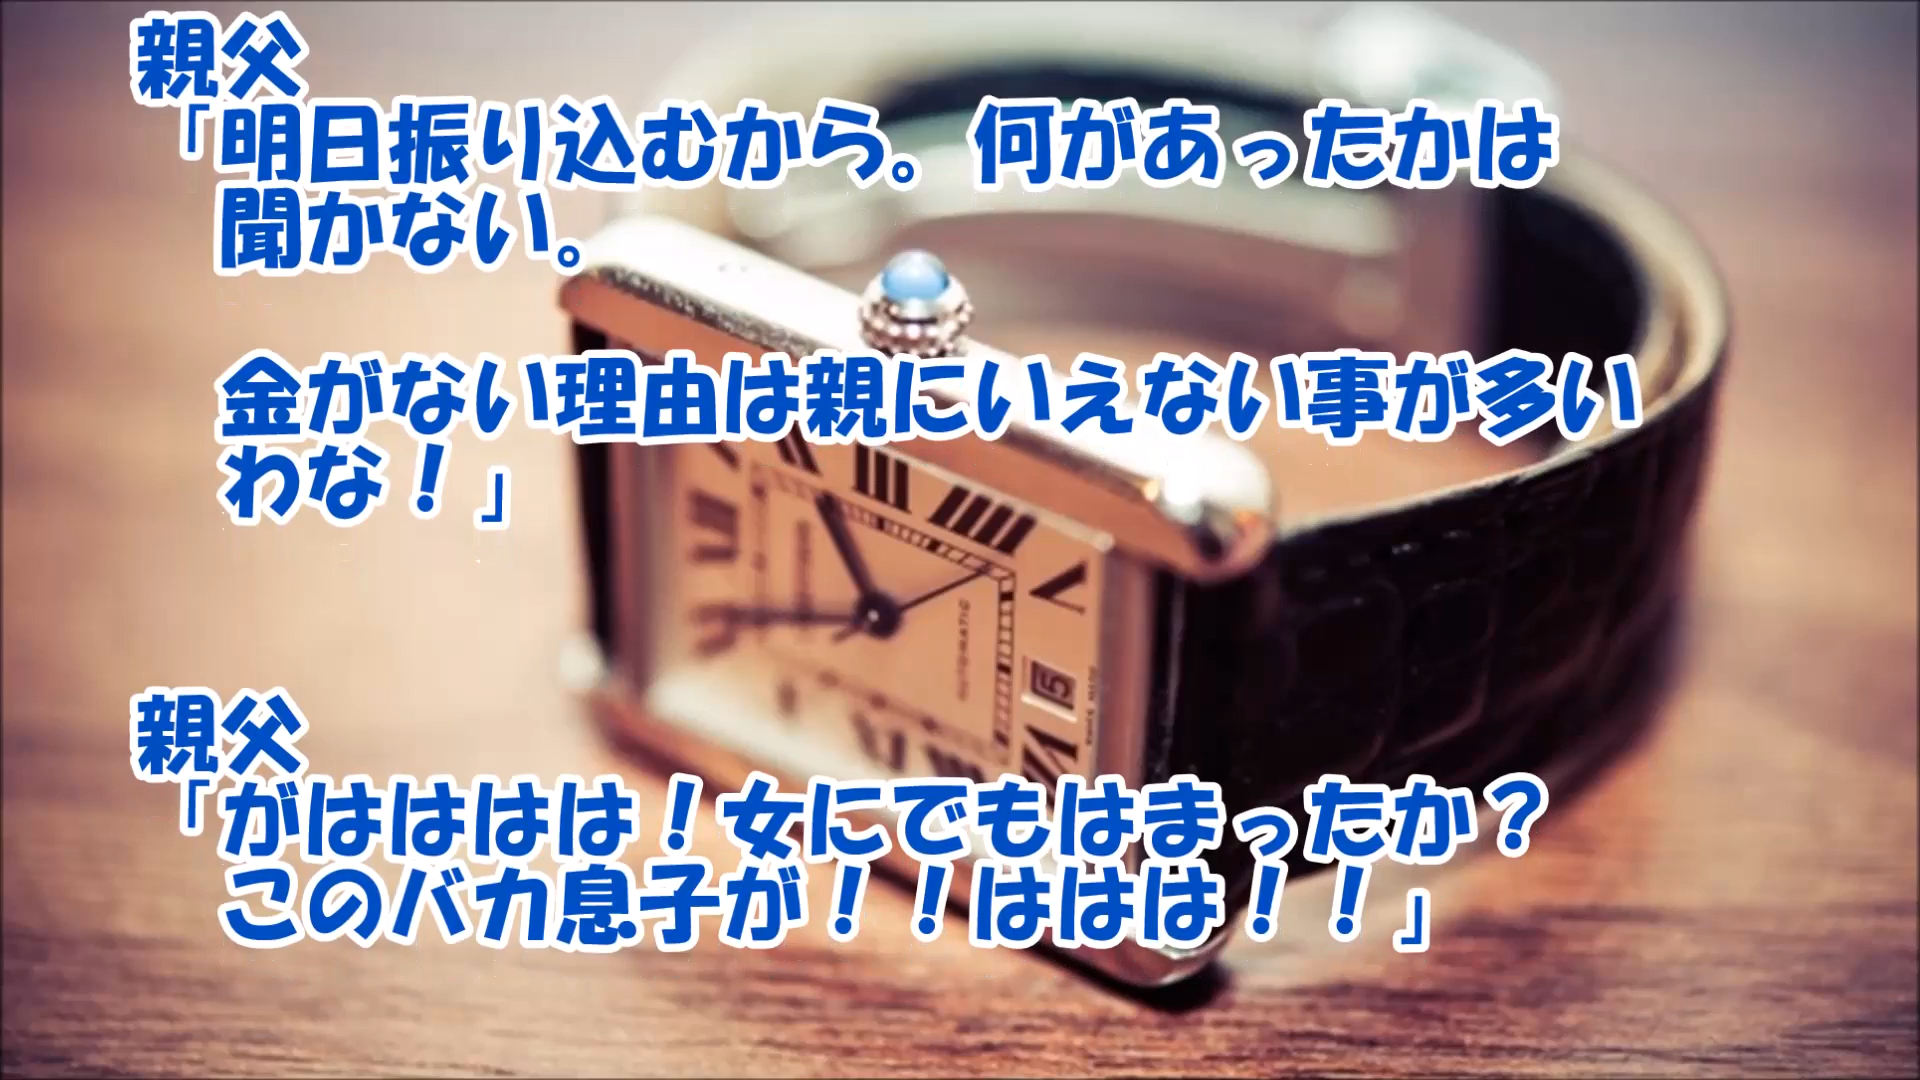 親父
「明日振り込むから。何があったかは
聞かない。
金がない理由は親にいえない事が多い
わな！」
親父
「がはははは！女にでもはまったか？
このバカ息子が！！ははは！！」
AUTOMATIC
5